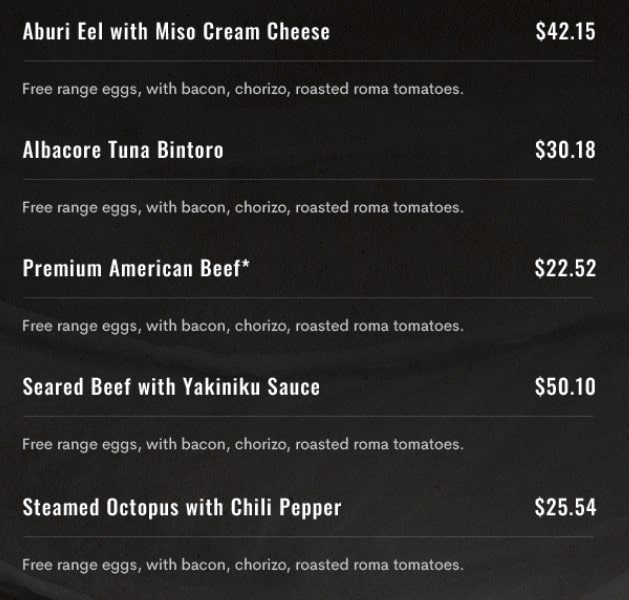 Aburi Eel with Miso Cream Cheese $42.15
Free range eggs, with bacon, chorizo, roasted roma tomatoes.
Albacore Tuna Bintoro $30.18
Free range eggs, with bacon, chorizo, roasted roma tomatoes.
Premium American Beef* $22.52
Free range eggs, with bacon, chorizo, roasted roma tomatoes.
Seared Beef with Yakiniku Sauce $50.10
Free range eggs, with bacon, chorizo, roasted roma tomatoes.
Steamed Octopus with Chili Pepper $25.54
Free range eggs, with bacon, chorizo, roasted roma tomatoes.